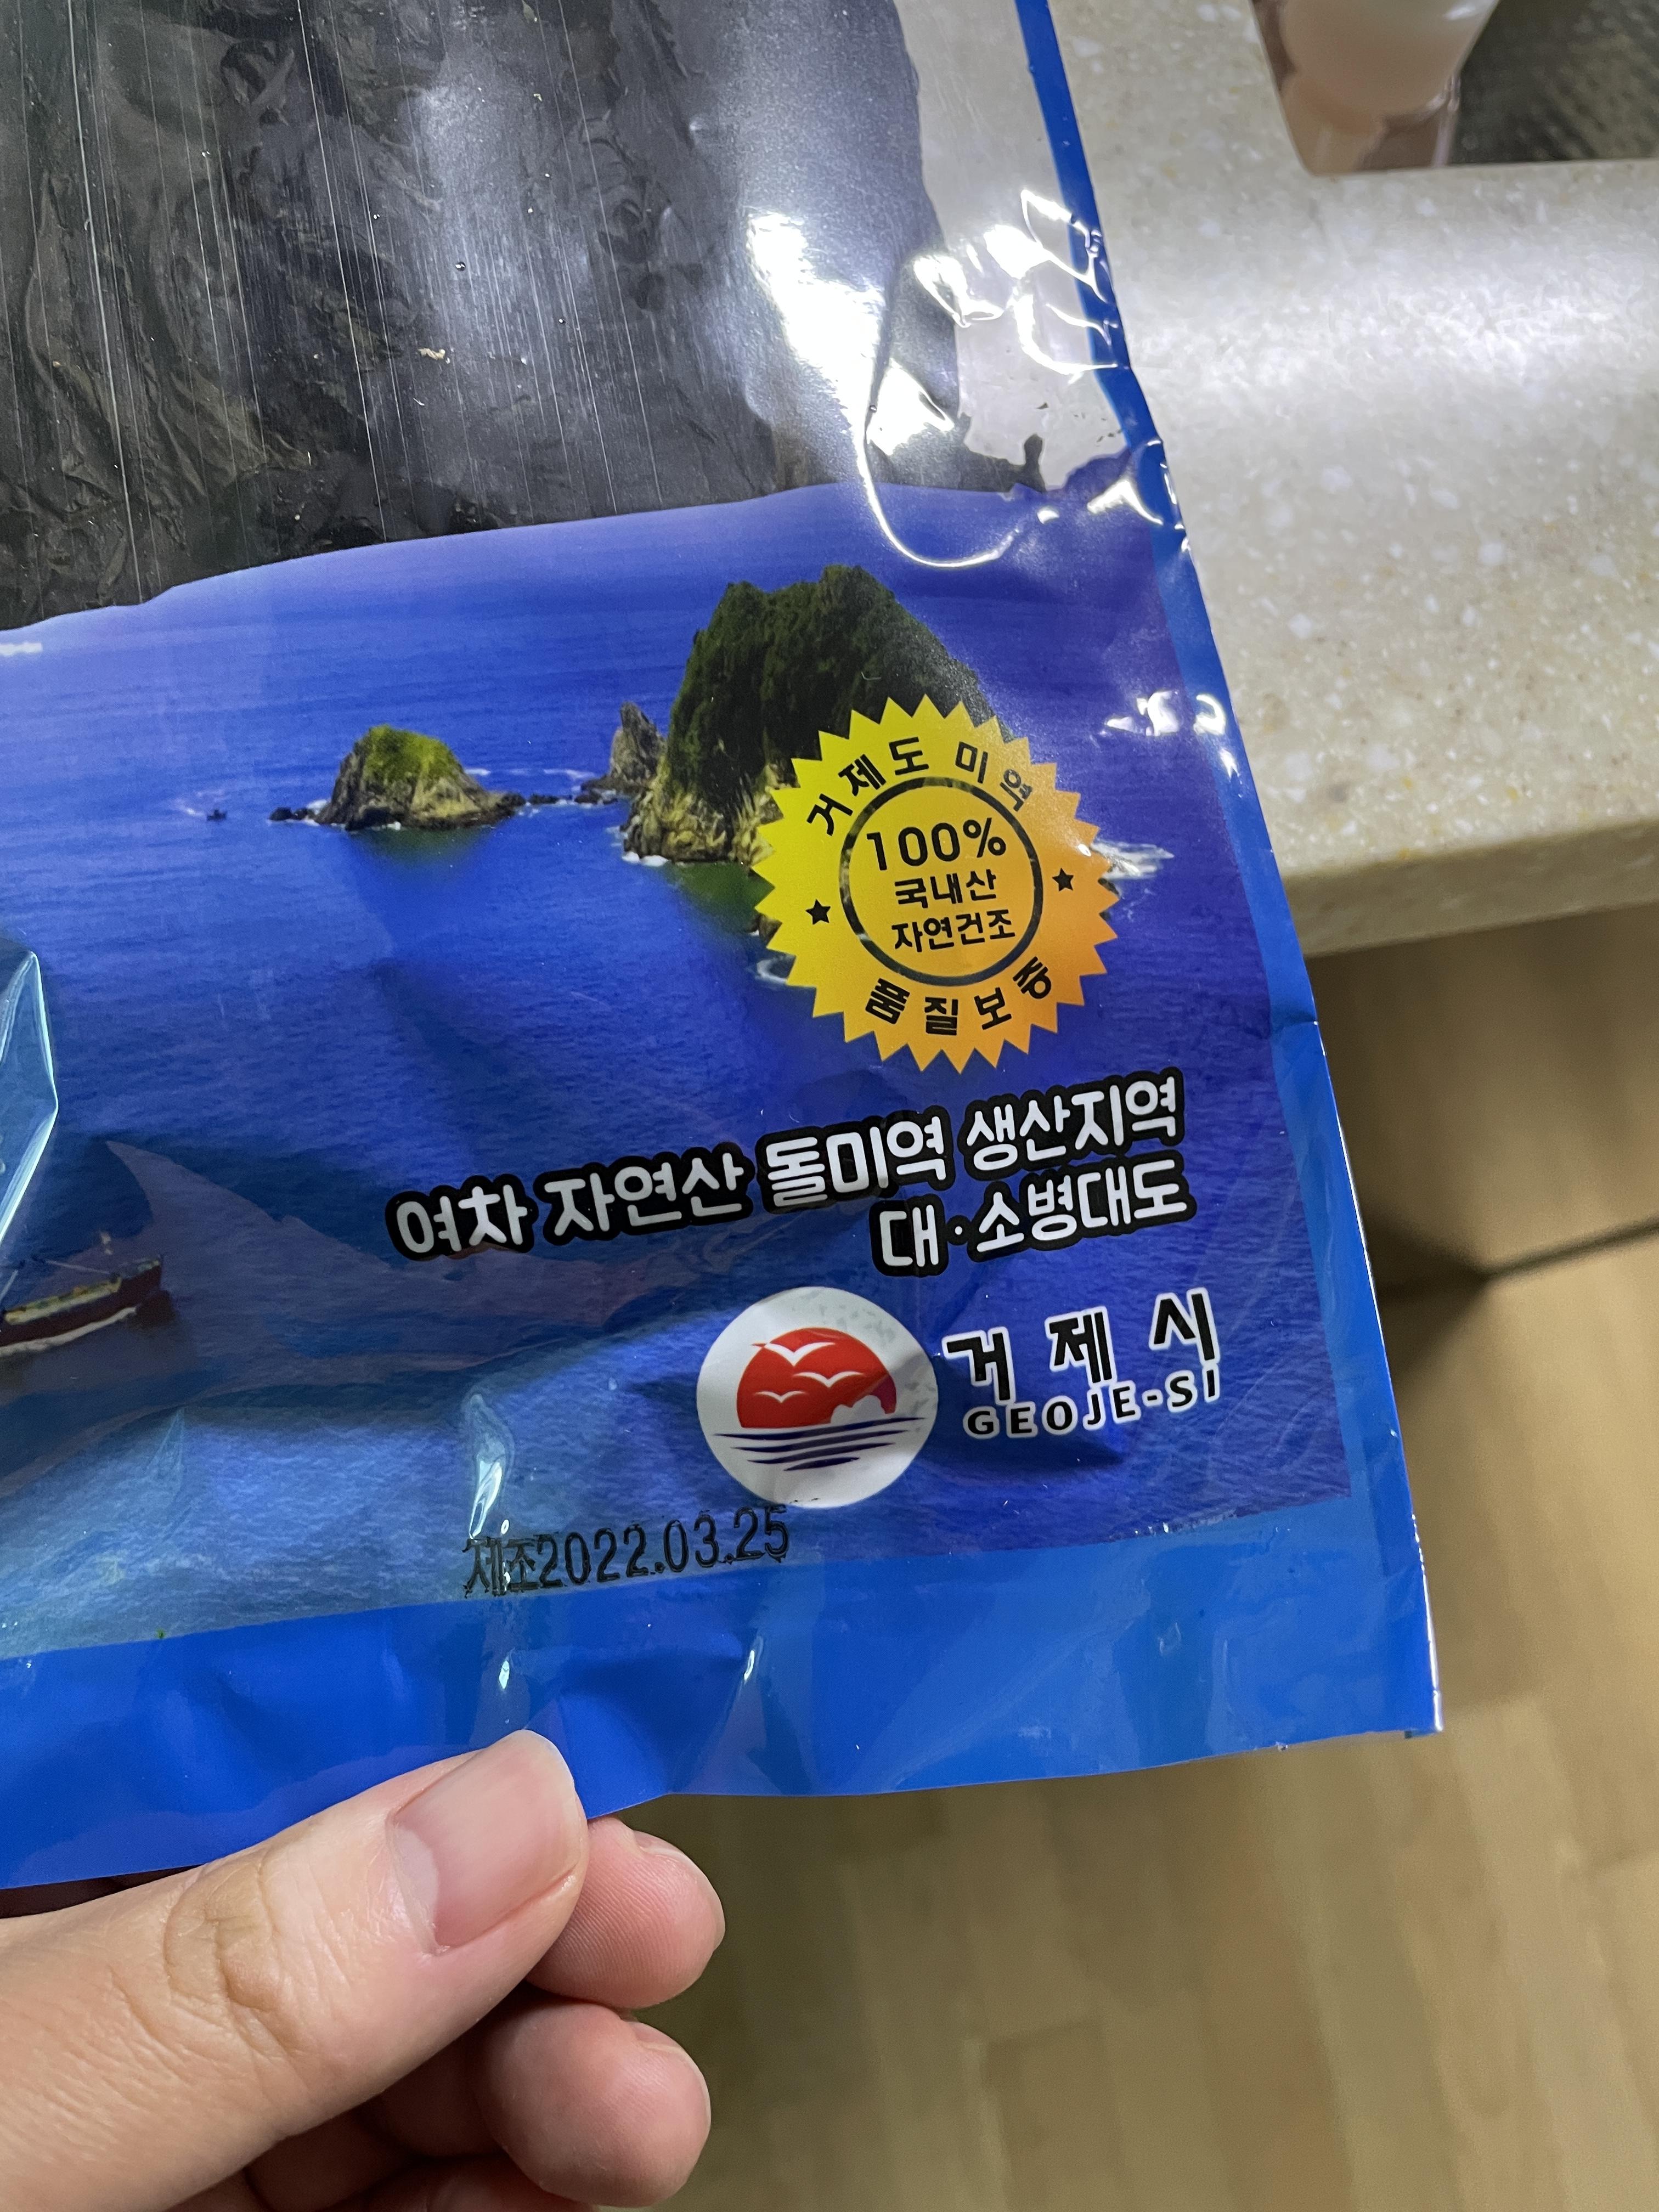 거제도 미역
100%
국내산
자연건조
품질보증
여차 자연산 돌미역 생산지역
대·소병대도
거제시
GEOJE-SI
제조2022.03.25